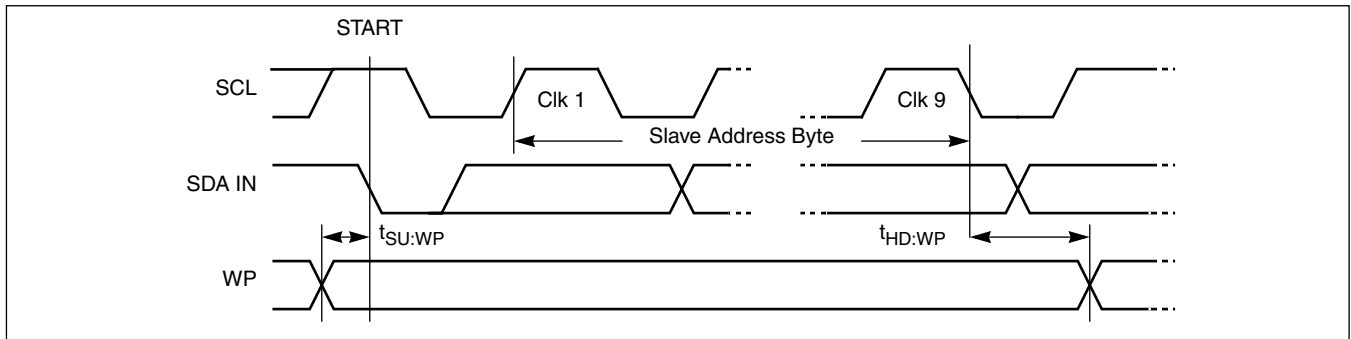 START
SCL
Clk 1
Clk 9
Slave Address Byte
SDA IN
tSU:WP
tHD:WP
WP